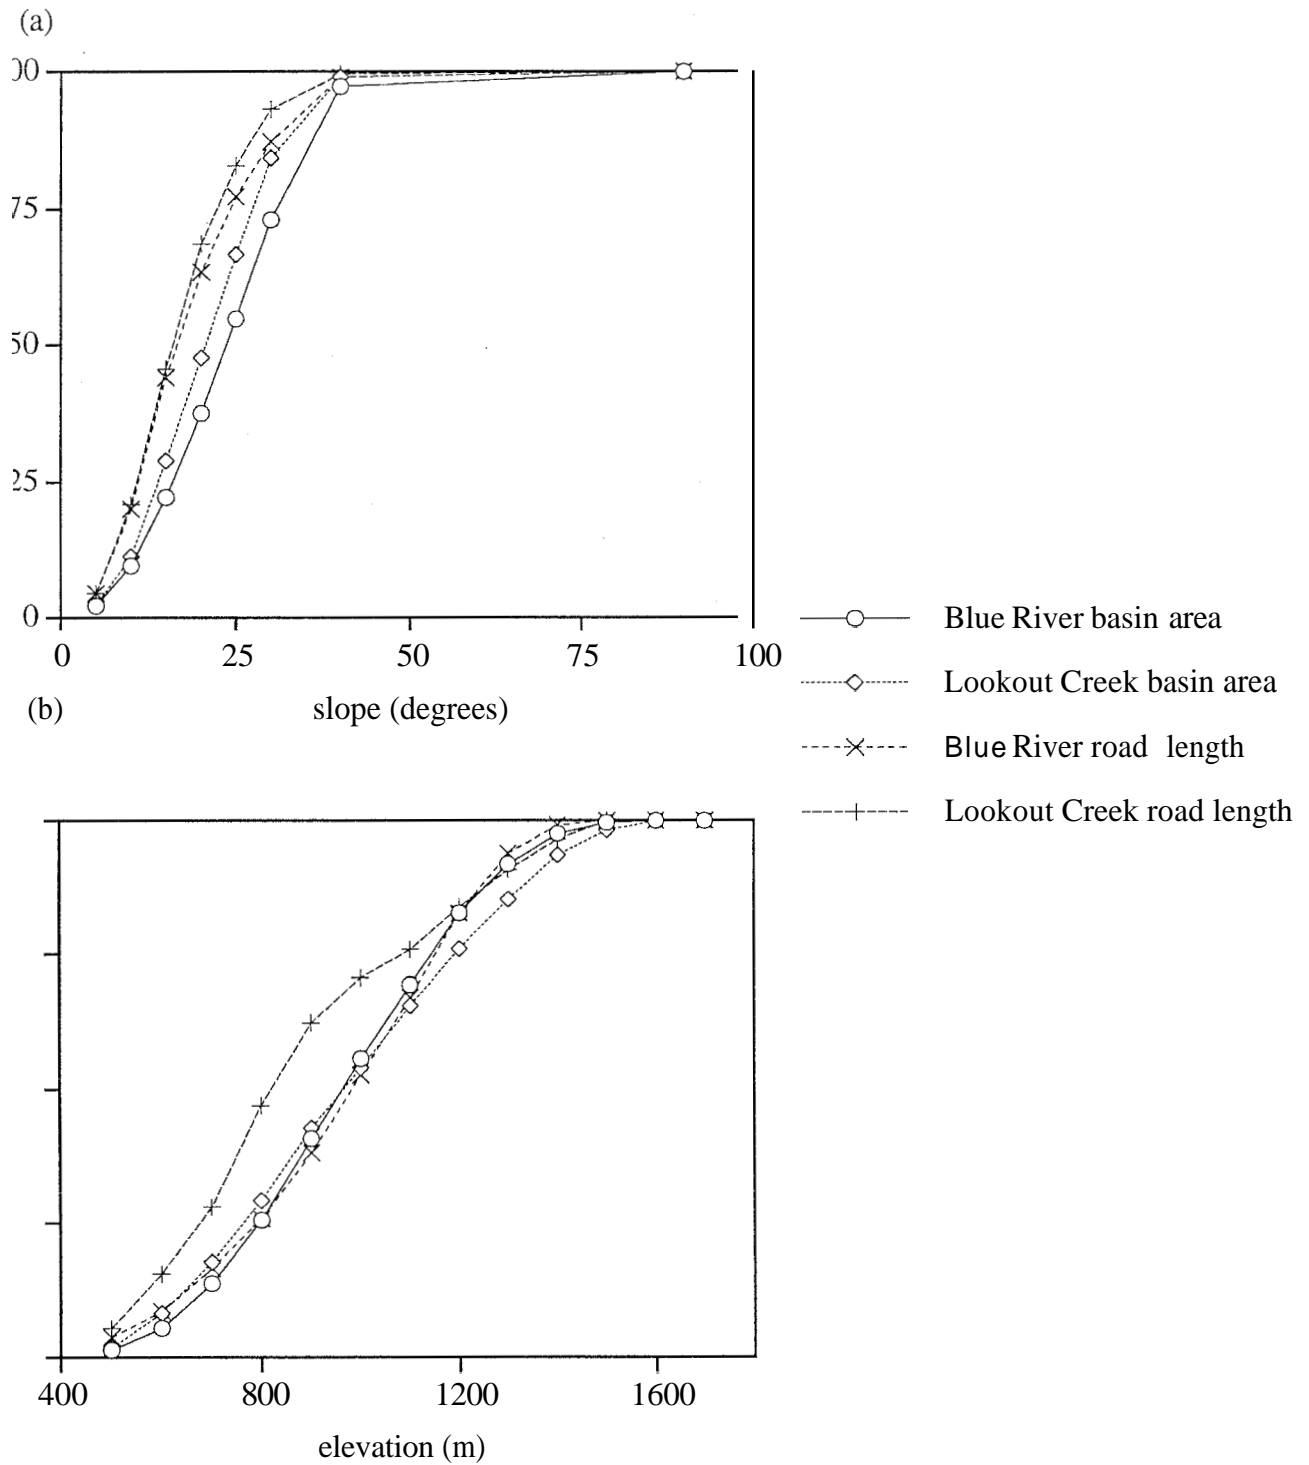 (a)
00
75
50
25
0
0 25 50 75 100
slope (degrees)
(b)
Blue River basin area
Lookout Creek basin area
Blue River road length
Lookout Creek road length
400 800 1200 1600
elevation (m)